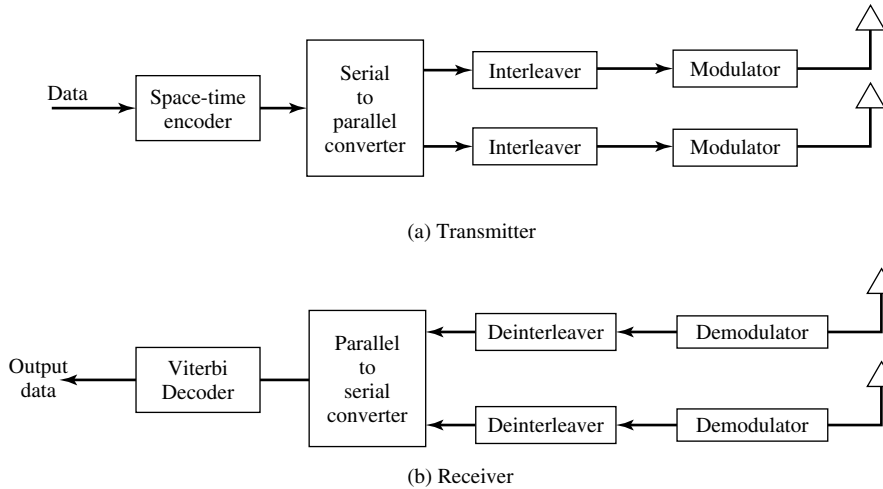 Data
Space-time
encoder
Serial
to
parallel
converter
Interleaver
Modulator
Interleaver
Modulator
(a) Transmitter
Output
data
Viterbi
Decoder
Parallel
to
serial
converter
Deinterleaver
Demodulator
Deinterleaver
Demodulator
(b) Receiver